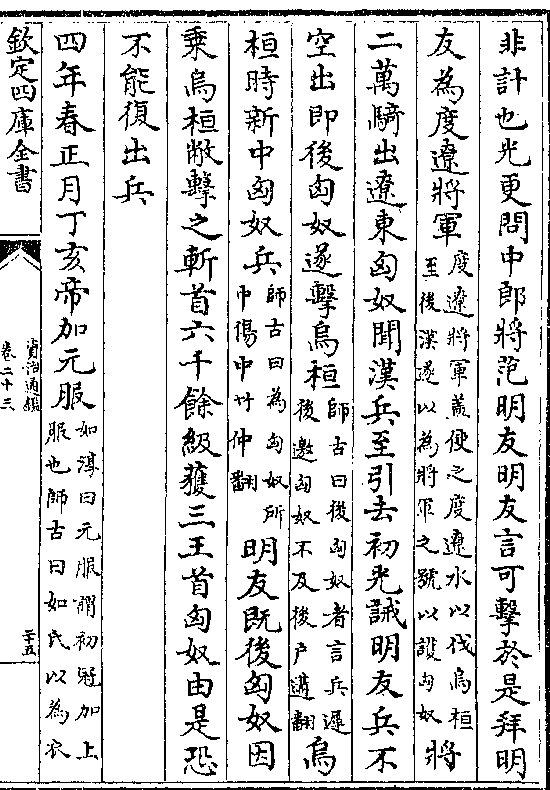 非計也光更問中郎將范明友明友言可擊於是拜明
友為度遼將軍度遼將軍蓋使之度遼水以伐烏桓至後漢遂以為將軍之號以護匈奴將
二萬騎出遼東匈奴聞漢兵至引去初光誡明友兵不
空出即後匈奴遂擊烏桓師古曰後匈奴者言兵遲後邀匈奴不及後戶遘翻烏
桓時新中匈奴兵師古曰為匈奴所中傷中竹仲翻明友既後匈奴因
乘烏桓敝擊之斬首六千餘級獲三王首匈奴由是恐
不能復出兵
四年春正月丁亥帝加元服如淳曰元服謂初冠加上服也師古曰如氏以為衣
欽定四庫全書
資治通鑑
卷二十三
二十五